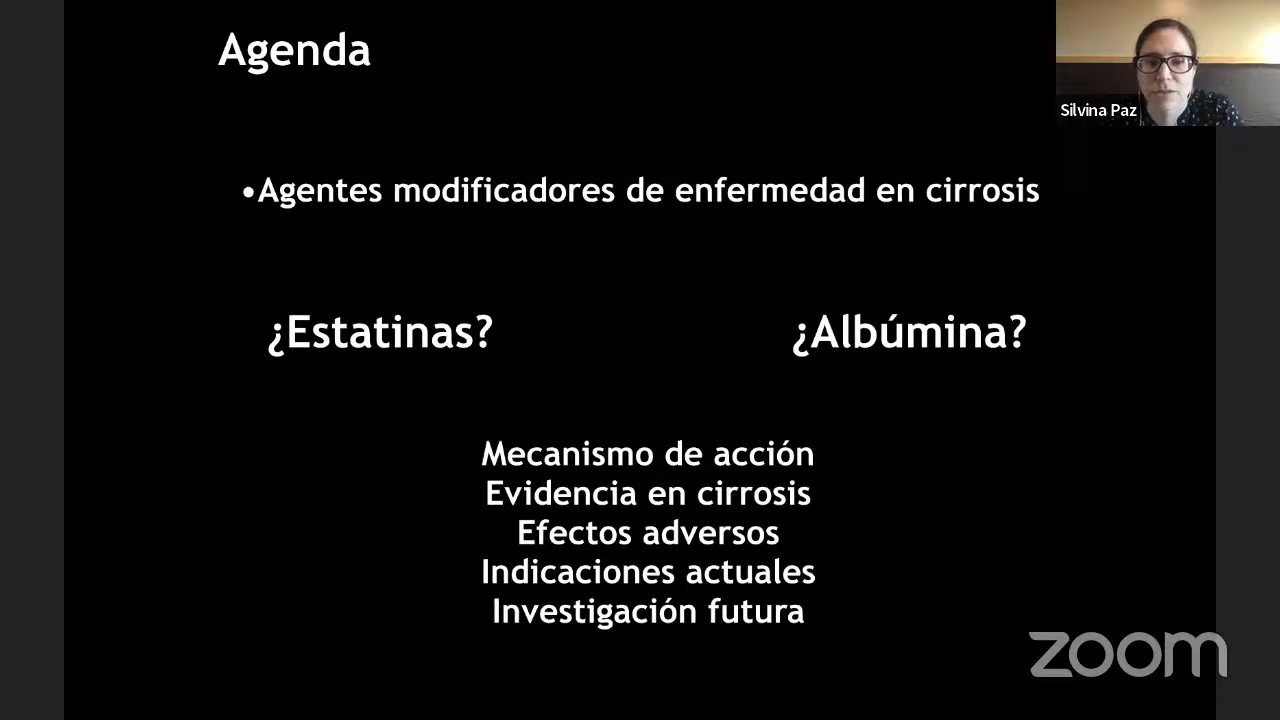 Agenda
Silvina Paz
•Agentes modificadores de enfermedad en cirrosis
¿Estatinas? ¿Albúmina?
Mecanismo de acción
Evidencia en cirrosis
Efectos adversos
Indicaciones actuales
Investigación futura
zoom